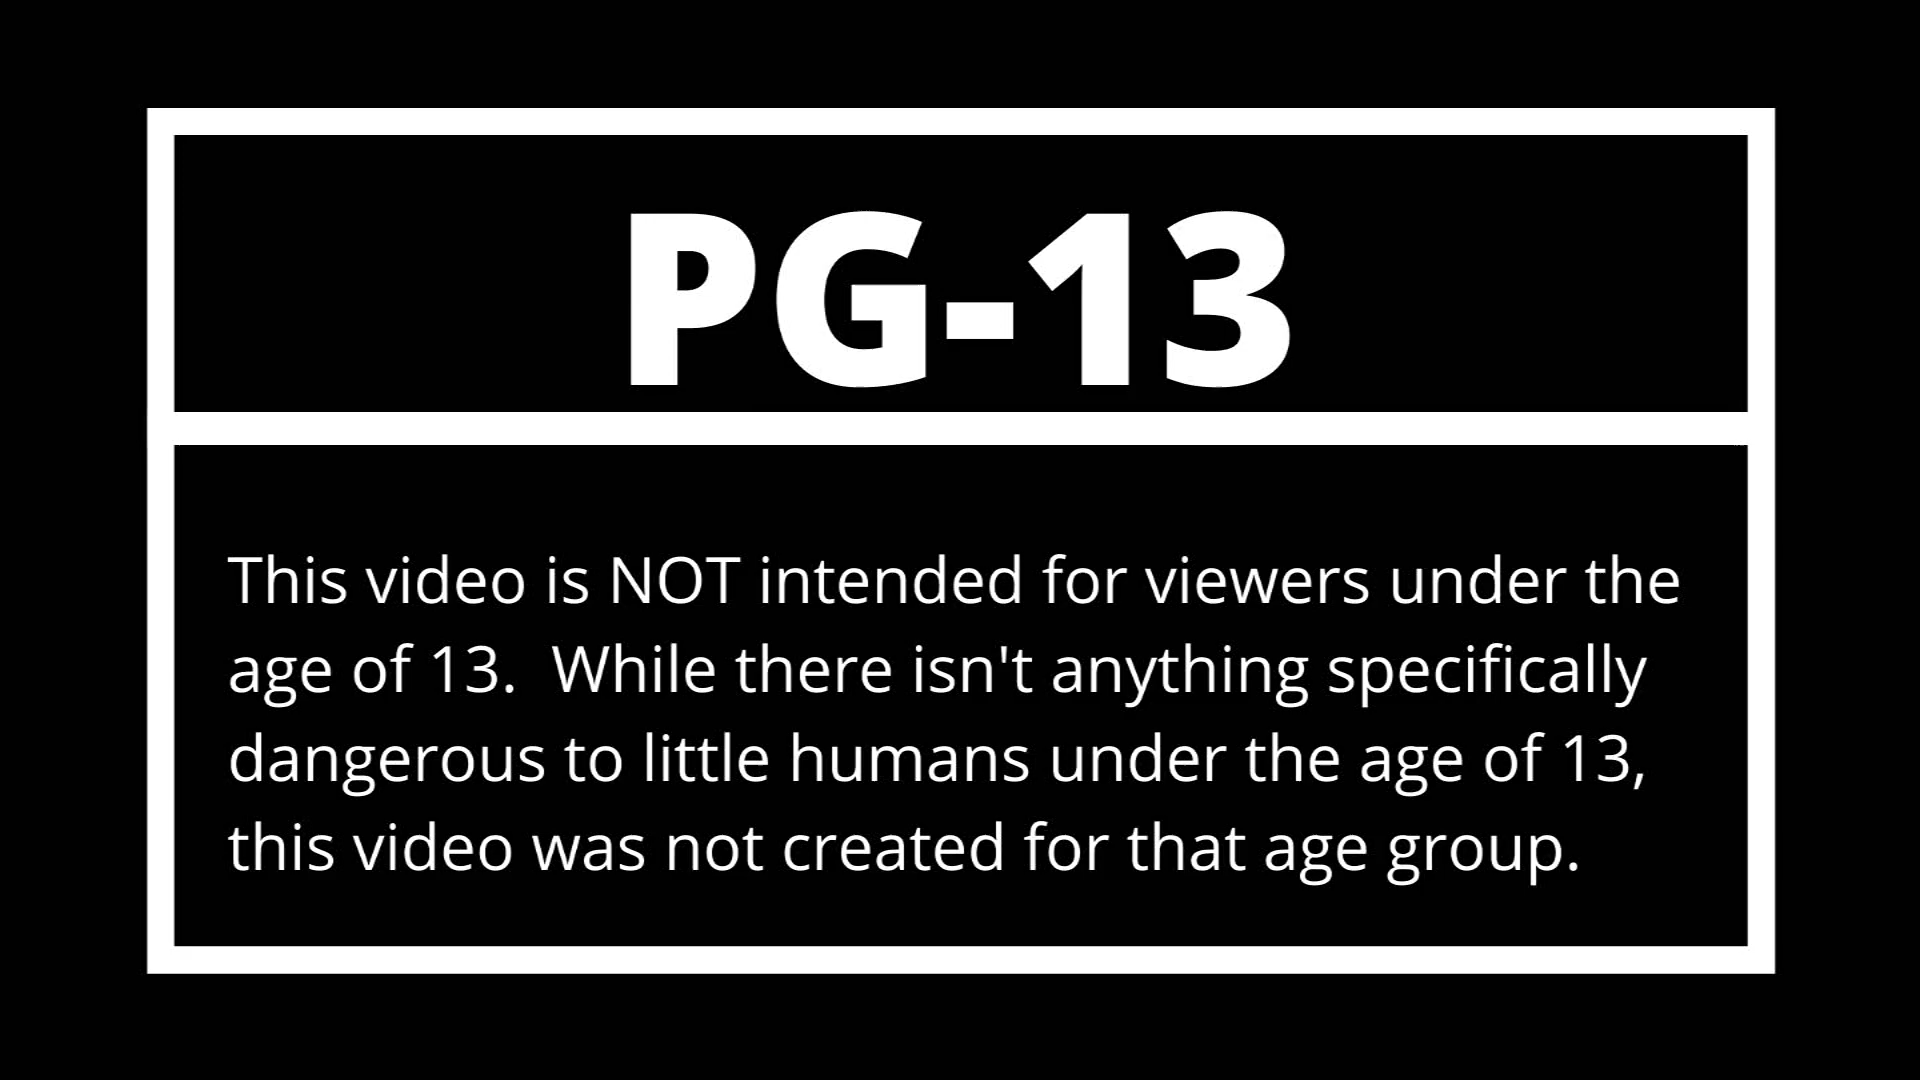 PG-13
This video is NOT intended for viewers under the
age of 13.  While there isn't anything specifically
dangerous to little humans under the age of 13,
this video was not created for that age group.